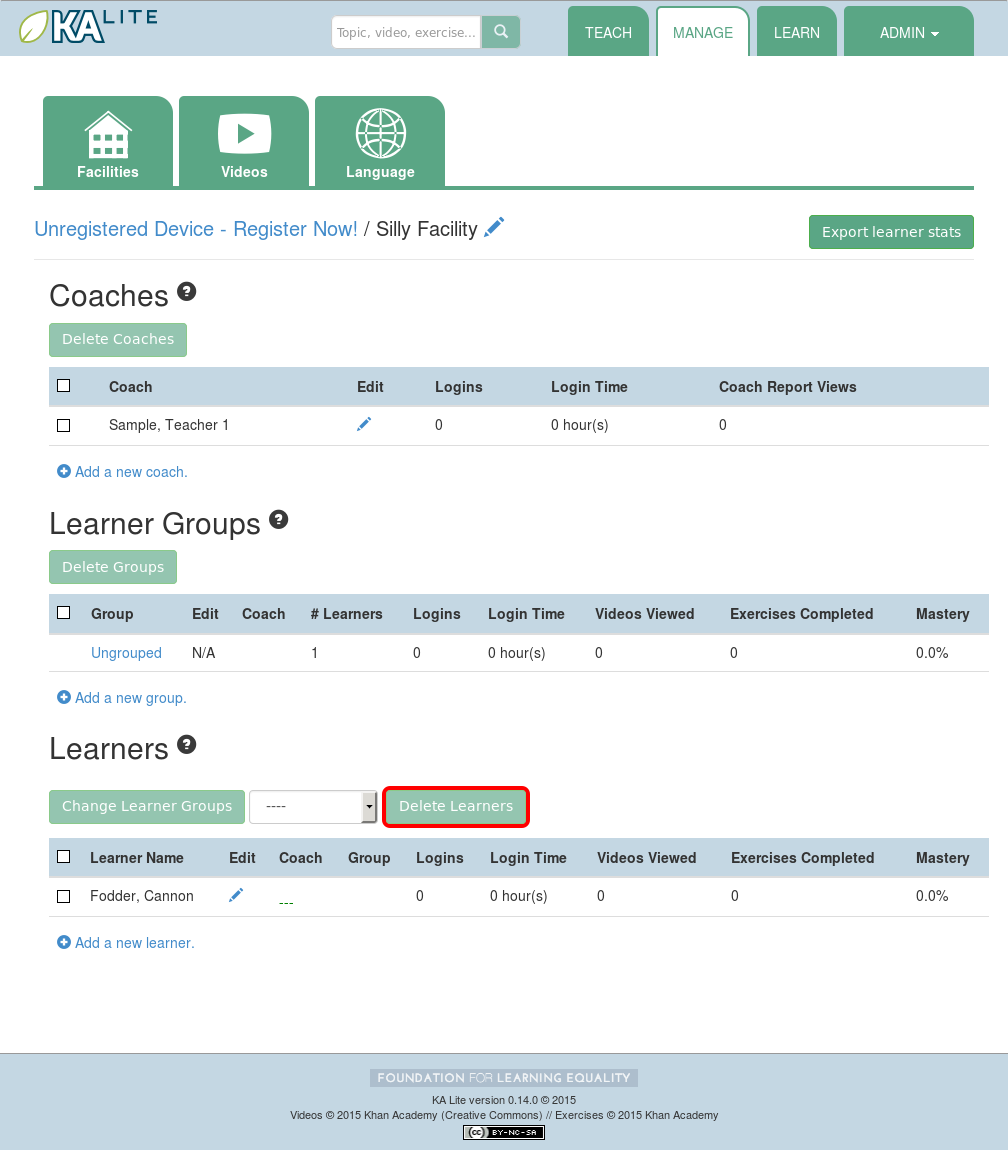 KA LITE
Topic, video, exercise...
TEACH MANAGE LEARN ADMIN
Facilities Videos Language
Unregistered Device - Register Now! / Silly Facility
Export learner stats
Coaches ?
Delete Coaches
Coach Edit Logins Login Time Coach Report Views
Sample, Teacher 1 0 0 hour(s) 0
Add a new coach.
Learner Groups ?
Delete Groups
Group Edit Coach # Learners Logins Login Time Videos Viewed Exercises Completed Mastery
Ungrouped N/A 1 0 0 hour(s) 0 0 0.0%
Add a new group.
Learners ?
Change Learner Groups ---- Delete Learners
Learner Name Edit Coach Group Logins Login Time Videos Viewed Exercises Completed Mastery
Fodder, Cannon --- 0 0 hour(s) 0 0 0.0%
Add a new learner.
FOUNDATION FOR LEARNING EQUALITY
KA Lite version 0.14.0 © 2015
Videos © 2015 Khan Academy (Creative Commons) // Exercises © 2015 Khan Academy
cc BY-NC-SA